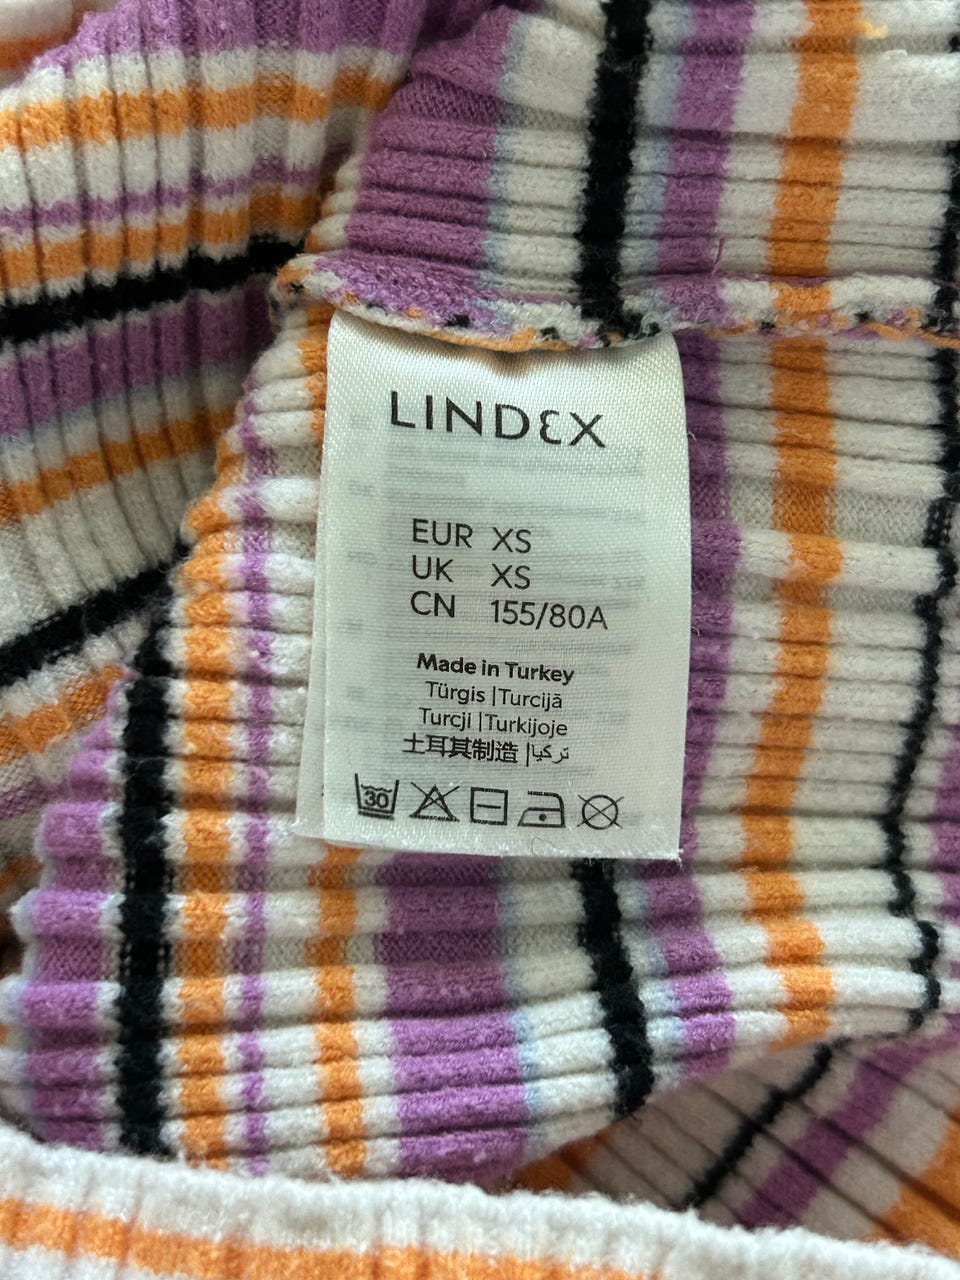 LINDEX
EUR XS
UK XS
CN 155/80A
Made in Turkey
Türgis | Turcijā
Turcji | Turkijoje
土耳其制造 | تركيا
30